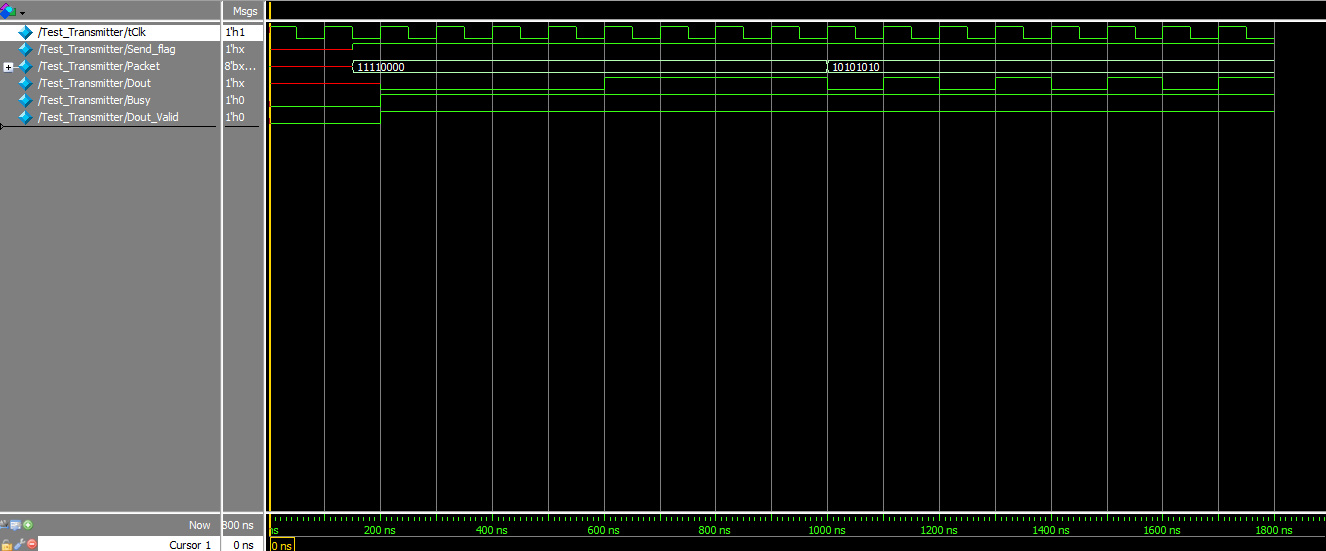 Msgs
/Test_Transmitter/tClk 1'h1
/Test_Transmitter/Send_flag 1'hx
/Test_Transmitter/Packet 8'bx... 11110000 10101010
/Test_Transmitter/Dout 1'hx
/Test_Transmitter/Busy 1'h0
/Test_Transmitter/Dout_Valid 1'h0
Now 800 ns ns 200 ns 400 ns 600 ns 800 ns 1000 ns 1200 ns 1400 ns 1600 ns 1800 ns
Cursor 1 0 ns 0 ns